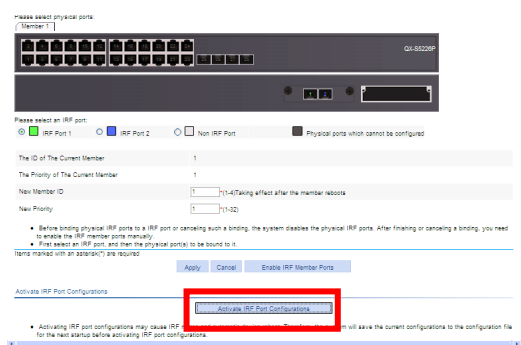 Please select physical ports:
Member 1
QX-S5226P
Please select an IRF port:
IRF Port 1 IRF Port 2 Non IRF Port Physical ports which cannot be configured
The ID of The Current Member 1
The Priority of The Current Member 1
New Member ID 1 *(1-4)Taking effect after the member reboots
New Priority 1 *(1-32)
• Before binding physical IRF ports to a IRF port or canceling such a binding, the system disables the physical IRF ports. After finishing or canceling a binding, you need
to enable the IRF member ports manually.
• First select an IRF port, and then the physical port(s) to be bound to it.
Items marked with an asterisk(*) are required
Apply Cancel Enable IRF Member Ports
Activate IRF Port Configurations
Activate IRF Port Configurations
• Activating IRF port configurations may cause IRF will save the current configurations to the configuration file
for the next startup before activating IRF port configurations.